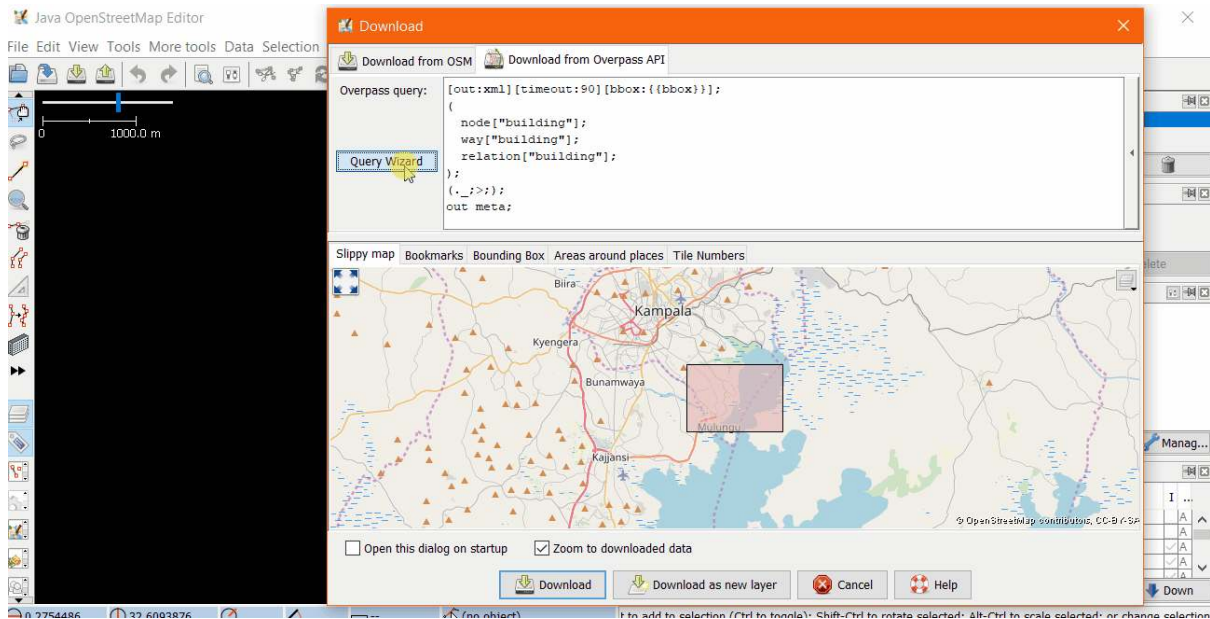 Java OpenStreetMap Editor
File Edit View Tools More tools Data Selection
0 1000.0 m
Download
Download from OSM Download from Overpass API
Overpass query:
Query Wizard
[out:xml][timeout:90][bbox:{{bbox}}];
(
node["building"];
way["building"];
relation["building"];
);
(._;>;);
out meta;
Slippy map Bookmarks Bounding Box Areas around places Tile Numbers
Biira
Kampala
Kyengera
Bunamwaya
Mulungu
Kajjansi
© OpenStreetMap contributors, CC-BY-SA
Open this dialog on startup Zoom to downloaded data
Download Download as new layer Cancel Help
elete
Manag...
I ...
A
A
A
A
Down
0.2754486 32.6093876 (no object) t to add to selection (Ctrl to toggle); Shift-Ctrl to rotate selected; Alt-Ctrl to scale selected; or change selection